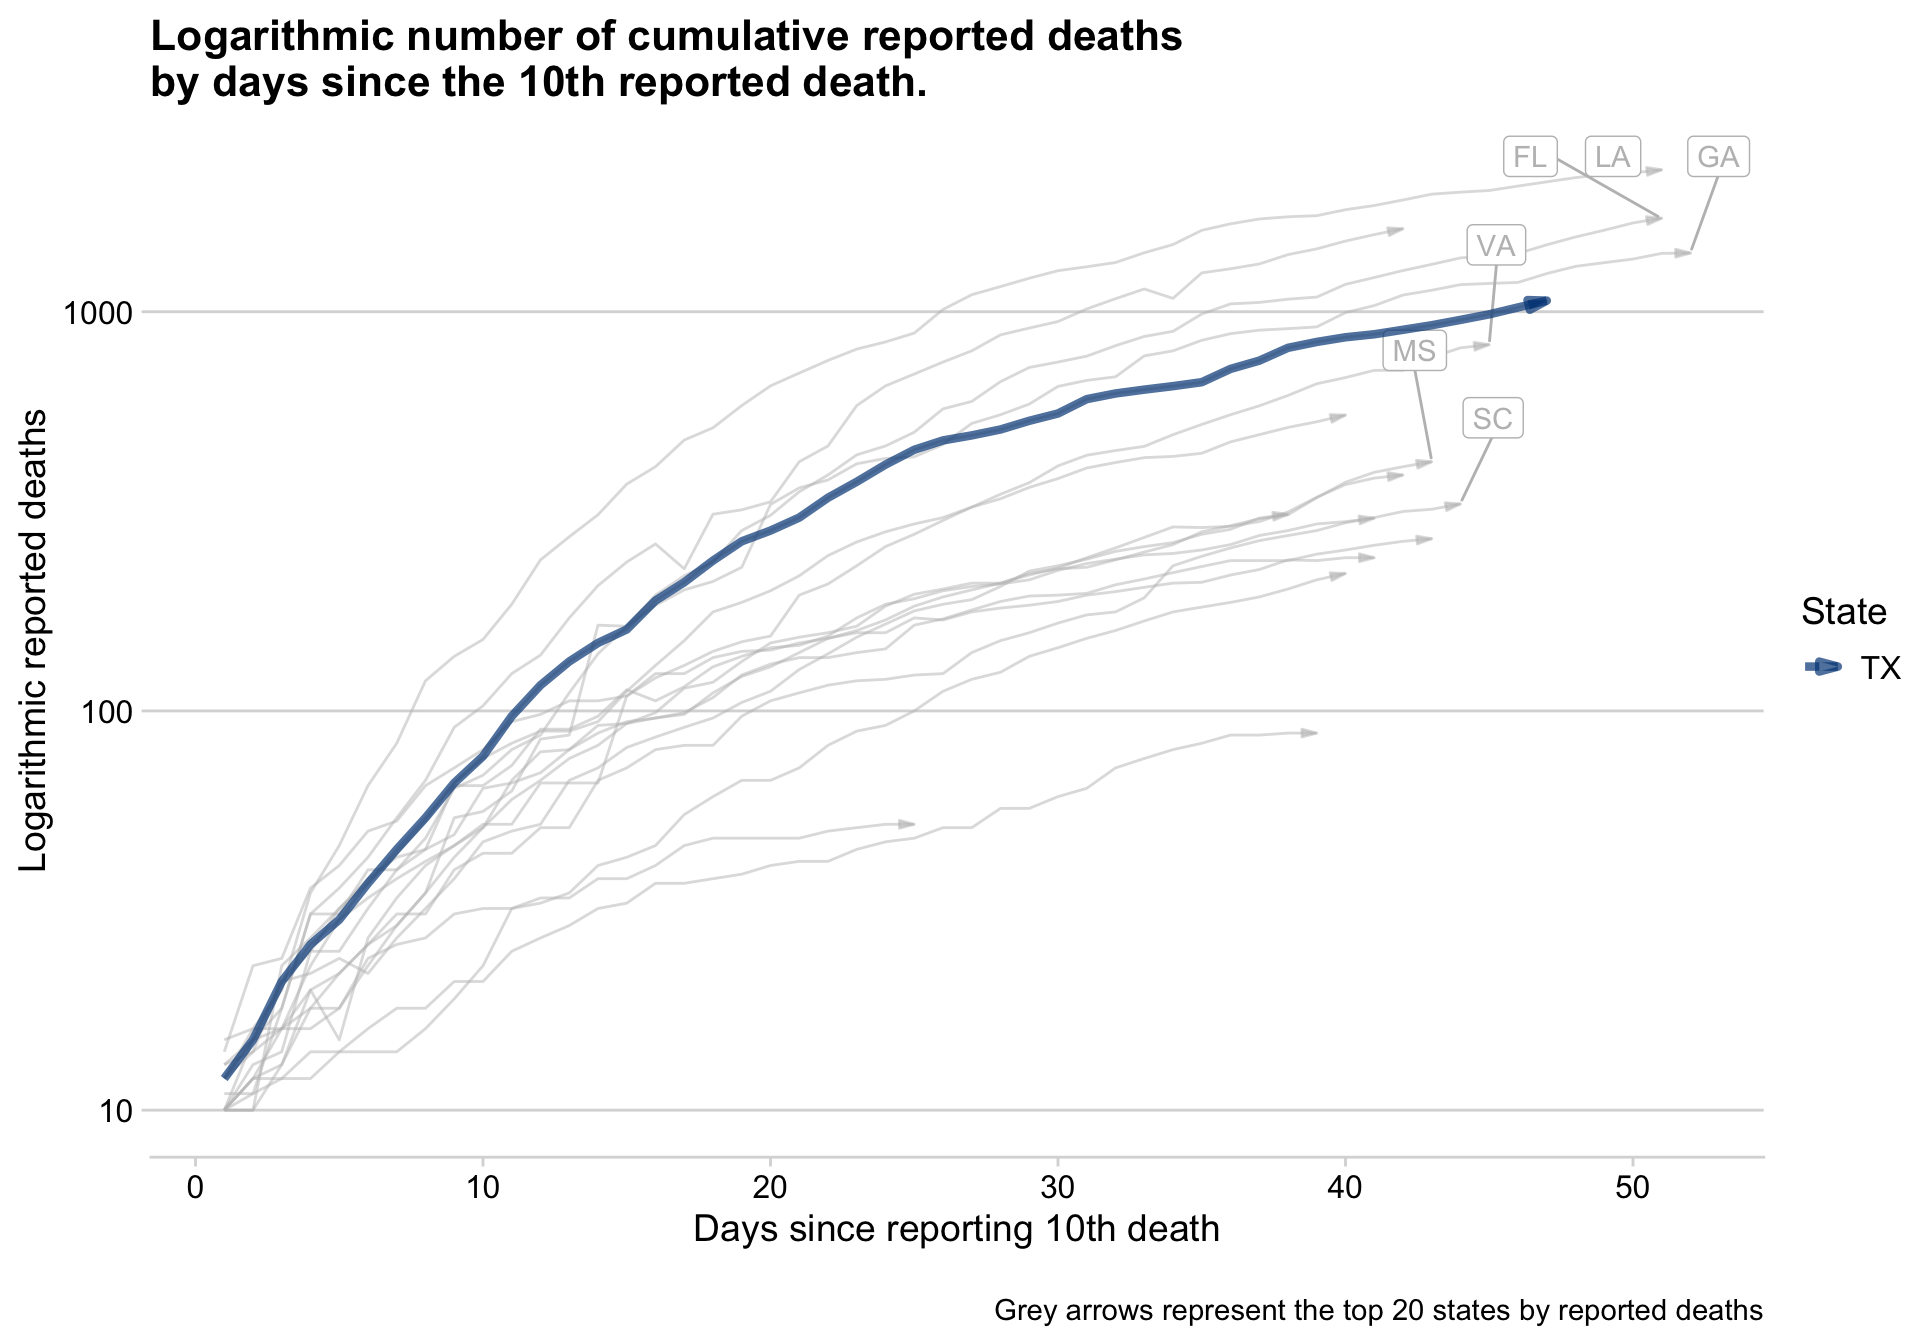 Logarithmic number of cumulative reported deaths
by days since the 10th reported death.
FL
LA
GA
VA
MS
SC
1000
100
10
Logarithmic reported deaths
0
10
20
30
40
50
Days since reporting 10th death
State
TX
Grey arrows represent the top 20 states by reported deaths